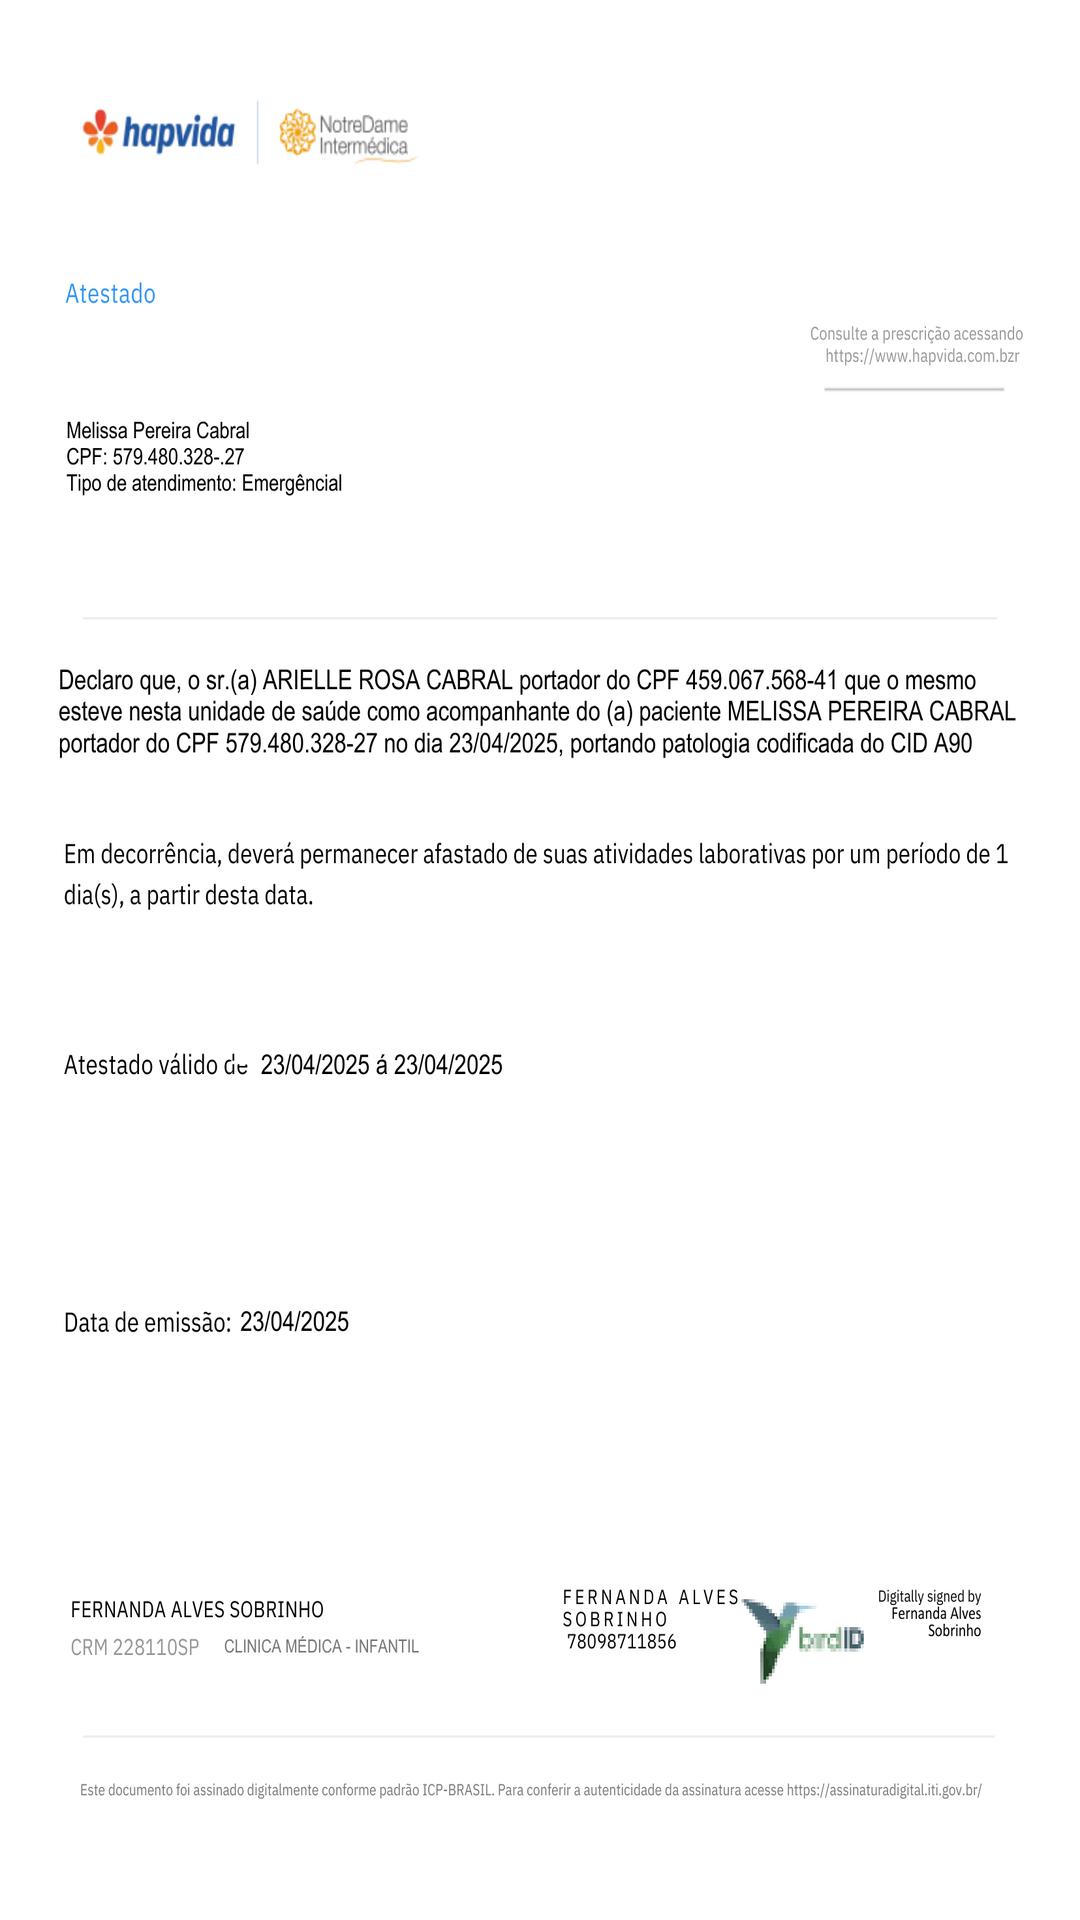 hapvida
NotreDame
Intermédica
Atestado
Consulte a prescrição acessando
https://www.hapvida.com.bzr
Melissa Pereira Cabral
CPF: 579.480.328-.27
Tipo de atendimento: Emergêncial
Declaro que, o sr.(a) ARIELLE ROSA CABRAL portador do CPF 459.067.568-41 que o mesmo
esteve nesta unidade de saúde como acompanhante do (a) paciente MELISSA PEREIRA CABRAL
portador do CPF 579.480.328-27 no dia 23/04/2025, portando patologia codificada do CID A90
Em decorrência, deverá permanecer afastado de suas atividades laborativas por um período de 1
dia(s), a partir desta data.
Atestado válido de 23/04/2025 á 23/04/2025
Data de emissão: 23/04/2025
FERNANDA ALVES SOBRINHO
CRM 228110SP CLINICA MÉDICA - INFANTIL
FERNANDA ALVES
SOBRINHO
78098711856
birdID
Digitally signed by
Fernanda Alves
Sobrinho
Este documento foi assinado digitalmente conforme padrão ICP-BRASIL. Para conferir a autenticidade da assinatura acesse https://assinaturadigital.iti.gov.br/